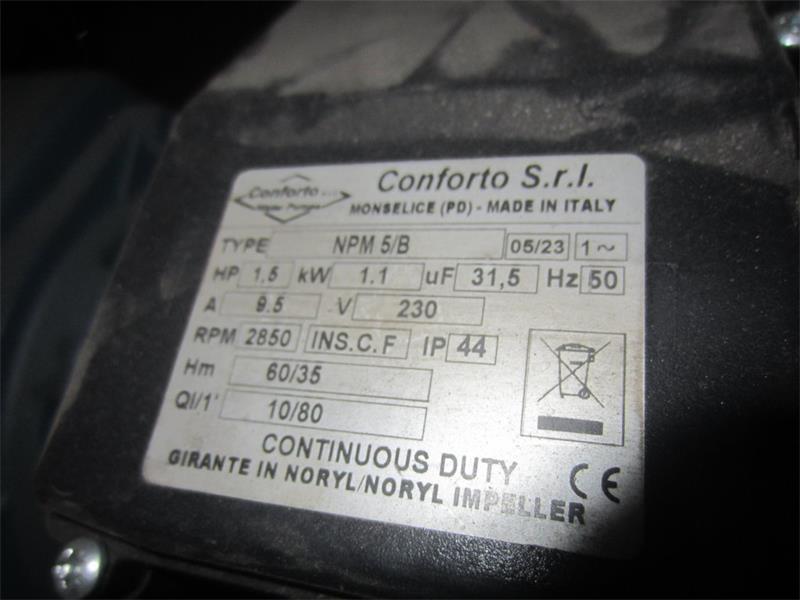 Conforto s.r.l.
Water Pumps
Conforto S.r.l.
MONSELICE (PD) - MADE IN ITALY
TYPE NPM 5/B 05/23 1~
HP 1,5 kW 1.1 uF 31,5 Hz 50
A 9.5 V 230
RPM 2850 INS.C.F IP 44
Hm 60/35
Ql/1' 10/80
CONTINUOUS DUTY CE
GIRANTE IN NORYL/NORYL IMPELLER